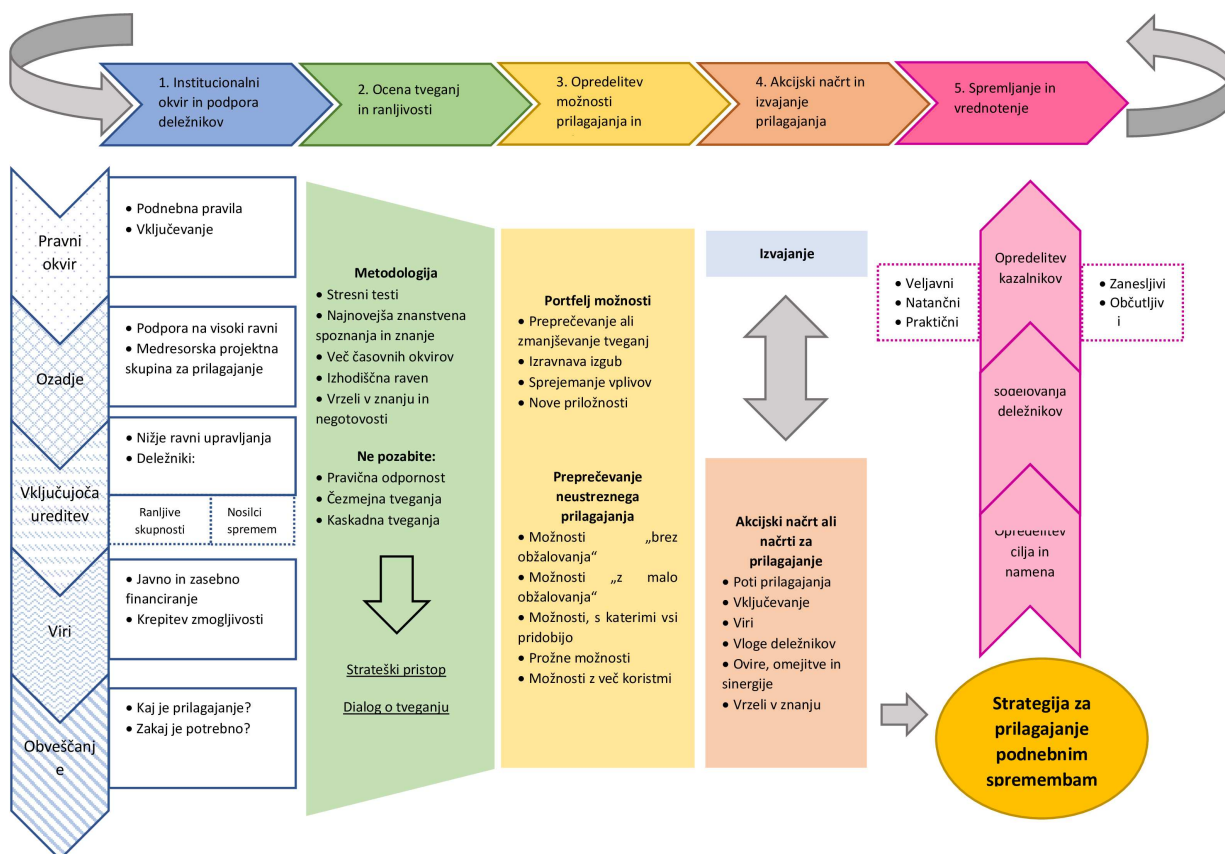 1. Institucionalni
okvir in podpora
deležnikov
2. Ocena tveganj
in ranljivosti
3. Opredelitev
možnosti
prilagajanja in
4. Akcijski načrt in
izvajanje
prilagajanja
5. Spremljanje in
vrednotenje
Pravni
okvir
• Podnebna pravila
• Vključevanje
Ozadje
• Podpora na visoki ravni
• Medresorska projektna
skupina za prilagajanje
Vključujoča
ureditev
• Nižje ravni upravljanja
• Deležniki:
Ranljive
skupnosti
Nosilci
spremem
Viri
• Javno in zasebno
financiranje
• Krepitev zmogljivosti
Obveščanj
e
• Kaj je prilagajanje?
• Zakaj je potrebno?
Metodologija
• Stresni testi
• Najnovejša znanstvena
spoznanja in znanje
• Več časovnih okvirov
• Izhodiščna raven
• Vrzeli v znanju in
negotovosti
Ne pozabite:
• Pravična odpornost
• Čezmejna tveganja
• Kaskadna tveganja
Strateški pristop
Dialog o tveganju
Portfelj možnosti
• Preprečevanje ali
zmanjševanje tveganj
• Izravnava izgub
• Sprejemanje vplivov
• Nove priložnosti
Preprečevanje
neustreznega
prilagajanja
• Možnosti „brez
obžalovanja“
• Možnosti „z malo
obžalovanja“
• Možnosti, s katerimi vsi
pridobijo
• Prožne možnosti
• Možnosti z več koristmi
Izvajanje
Akcijski načrt ali
načrti za
prilagajanje
• Poti prilagajanja
• Vključevanje
• Viri
• Vloge deležnikov
• Ovire, omejitve in
sinergije
• Vrzeli v znanju
Opredelitev
kazalnikov
• Veljavni
• Natančni
• Praktični
• Zanesljivi
• Občutljiv
i
sodelovanja
deležnikov
Opredelitev
cilja in
namena
Strategija za
prilagajanje
podnebnim
spremembam